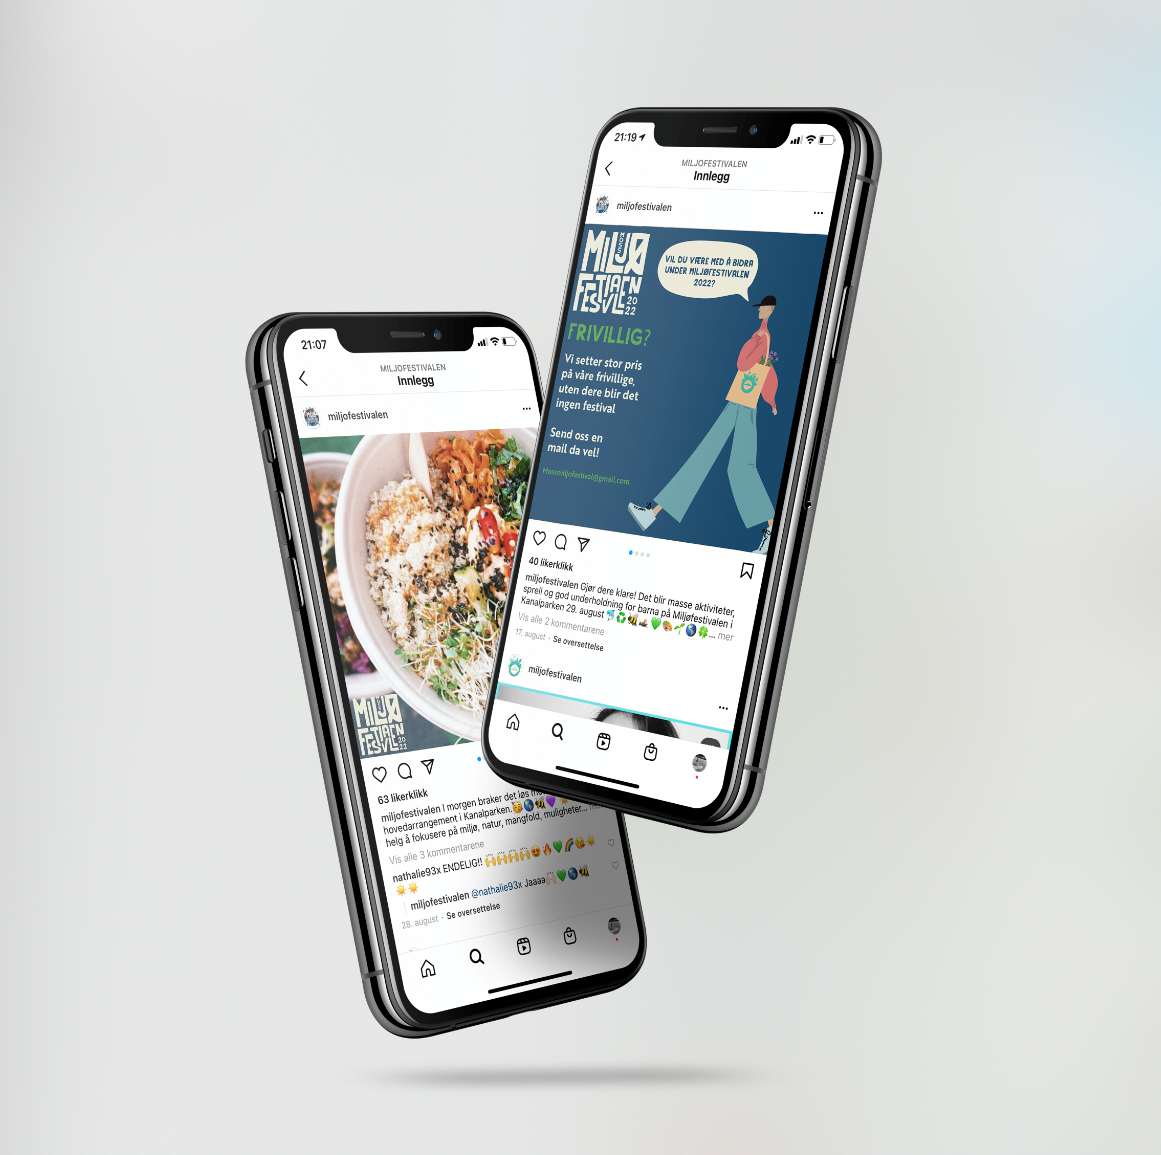 21:19
MILJOFESTIVALEN
Innlegg
miljofestivalen
MILJØ
FESTIVALEN
2022
VIL DU VÆRE MED Å BIDRA
UNDER MILJØFESTIVALEN
2022?
FRIVILLIG?
Vi setter stor pris
på våre frivillige,
uten dere blir det
ingen festival
Send oss en
mail da vel!
Mossmiljofestival@gmail.com
40 likerklikk
miljofestivalen Gjør dere klare! Det blir masse aktiviteter,
sprell og god underholdning for barna på Miljøfestivalen i
Kanalparken 29. august 🐬♻️🐝🐛💚🎨🌱🌎🍀... mer
Vis alle 2 kommentarene
17. august · Se oversettelse
miljofestivalen
21:07
MILJOFESTIVALEN
Innlegg
miljofestivalen
MILJØ
FESTIVALEN
2022
63 likerklikk
miljofestivalen I morgen braker det løs
hovedarrangement i Kanalparken.🥳🌎🐝💜
helg å fokusere på miljø, natur, mangfold, muligheter...
Vis alle 3 kommentarene
nathalie93x ENDELIG!! 🙌🙌🙌🙌😍🔥💚🌈😘☀️
☀️☀️
miljofestivalen @nathalie93x Jaaaa🙌💚🌎🐝
28. august · Se oversettelse